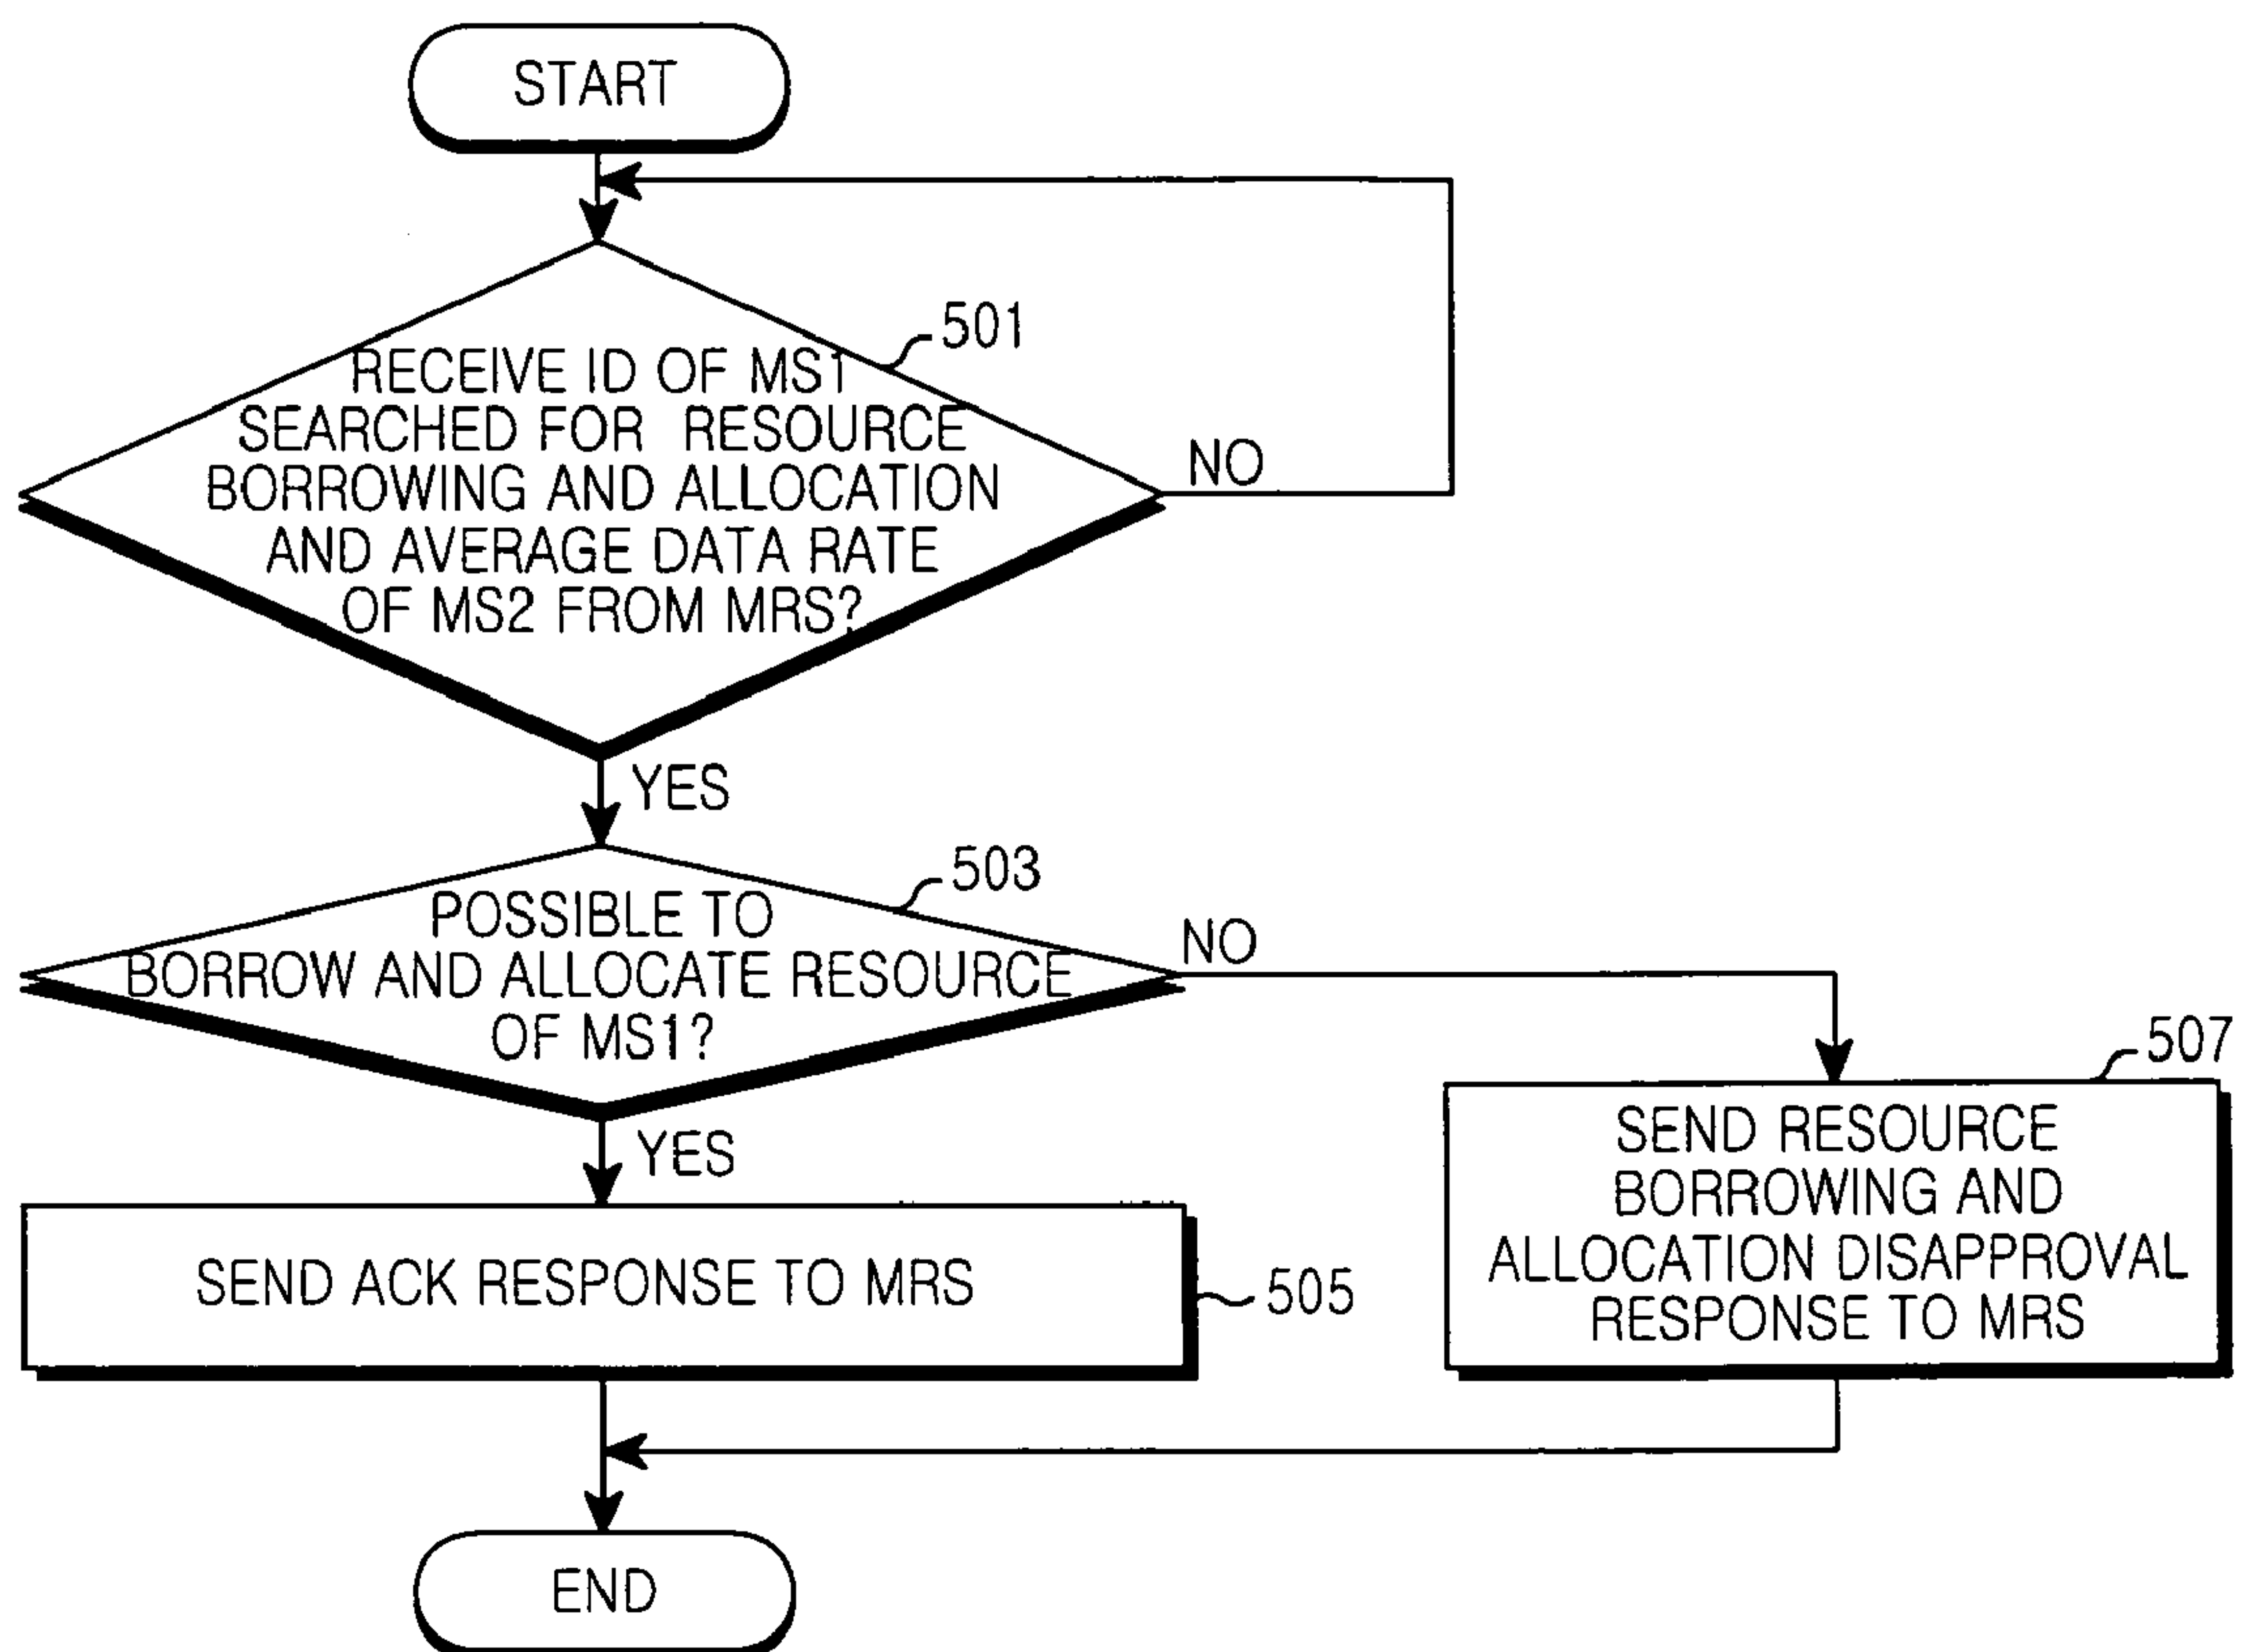 START
501
RECEIVE ID OF MS1
SEARCHED FOR RESOURCE
BORROWING AND ALLOCATION
AND AVERAGE DATA RATE
OF MS2 FROM MRS?
NO
YES
503
POSSIBLE TO
BORROW AND ALLOCATE RESOURCE
OF MS1?
NO
YES
507
SEND RESOURCE
BORROWING AND
ALLOCATION DISAPPROVAL
RESPONSE TO MRS
SEND ACK RESPONSE TO MRS
505
END